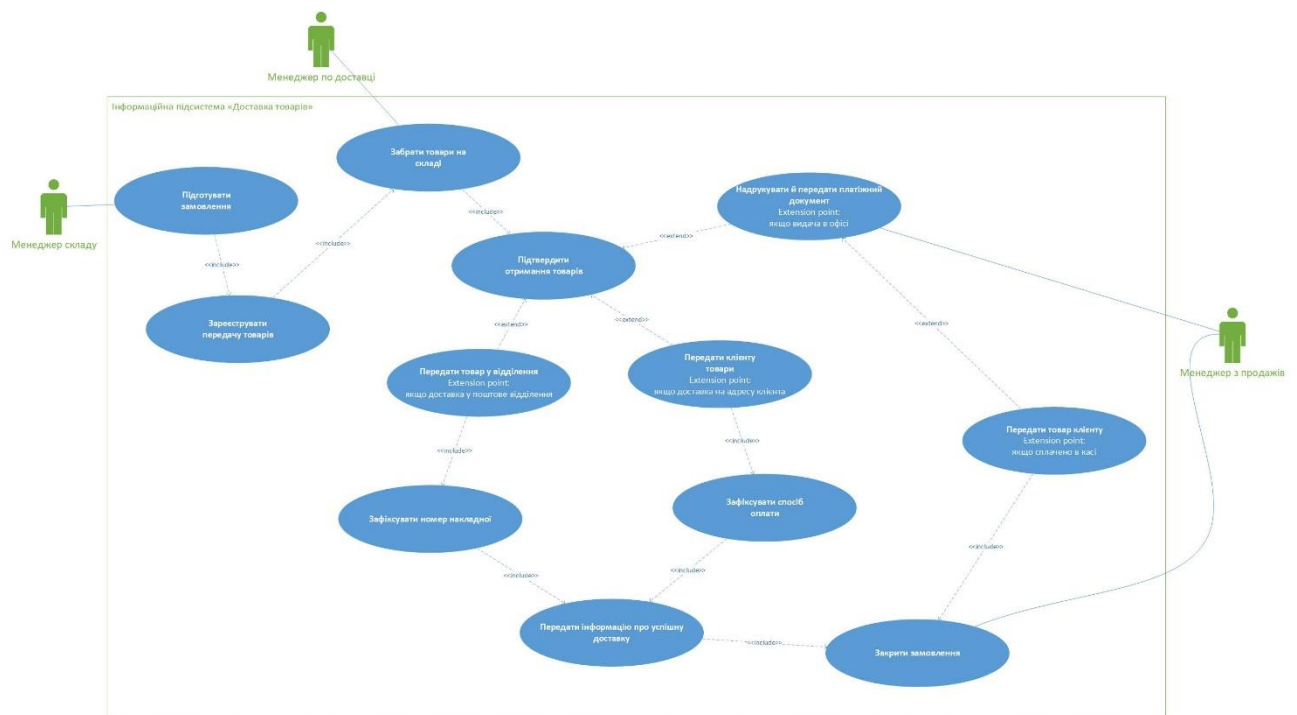 Менеджер по доставці
Інформаційна підсистема «Доставка товарів»
Забрати товари на
складі
Підготувати
замовлення
Надрукувати й передати платіжний
документ
Extension point:
якщо видача в офісі
Менеджер складу
<<include>>
<<include>>
<<extend>>
<<include>>
Підтвердити
отримання товарів
Зареєструвати
передачу товарів
<<extend>>
<<extend>>
<<extend>>
Передати товар у відділення
Extension point:
якщо доставка у поштове відділення
Передати клієнту
товари
Extension point:
якщо доставка на адресу клієнта
Менеджер з продажів
Передати товар клієнту
Extension point:
якщо сплачено в касі
<<include>>
<<include>>
Зафіксувати номер накладної
Зафіксувати спосіб
оплати
<<include>>
<<include>>
<<include>>
Передати інформацію про успішну
доставку
<<include>>
Закрити замовлення